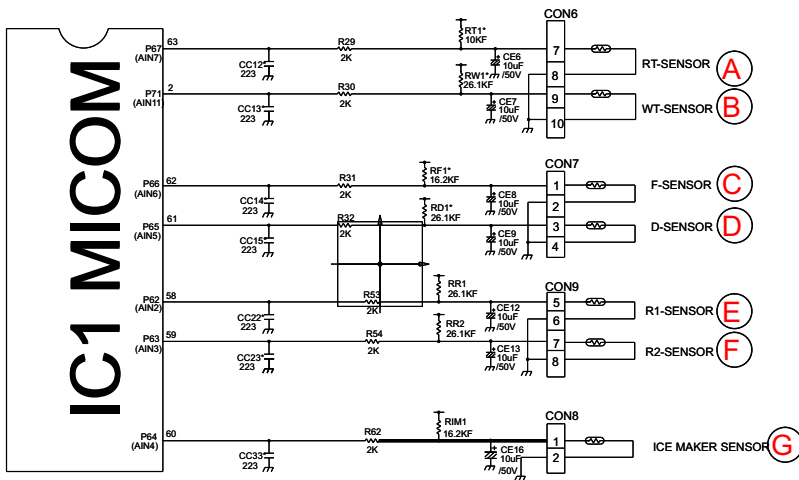 IC1 MICOM
CON6
P67
(AIN7)
63
CC12*
223
R29
2K
RT1*
10KF
CE6
10uF
/50V
7
8
RT-SENSOR
A
P71
(AIN11)
2
CC13*
223
R30
2K
RW1*
26.1KF
CE7
10uF
/50V
9
10
WT-SENSOR
B
CON7
P66
(AIN6)
62
CC14*
223
R31
2K
RF1*
16.2KF
CE8
10uF
/50V
1
2
F-SENSOR
C
P65
(AIN5)
61
CC15*
223
R32
2K
RD1*
26.1KF
CE9
10uF
/50V
3
4
D-SENSOR
D
CON9
P62
(AIN2)
58
CC22*
223
R53
2K
RR1
26.1KF
CE12
10uF
/50V
5
6
R1-SENSOR
E
P63
(AIN3)
59
CC23*
223
R54
2K
RR2
26.1KF
CE13
10uF
/50V
7
8
R2-SENSOR
F
CON8
P64
(AIN4)
60
CC33*
223
R62
2K
RIM1
16.2KF
CE16
10uF
/50V
1
2
ICE MAKER SENSOR
G